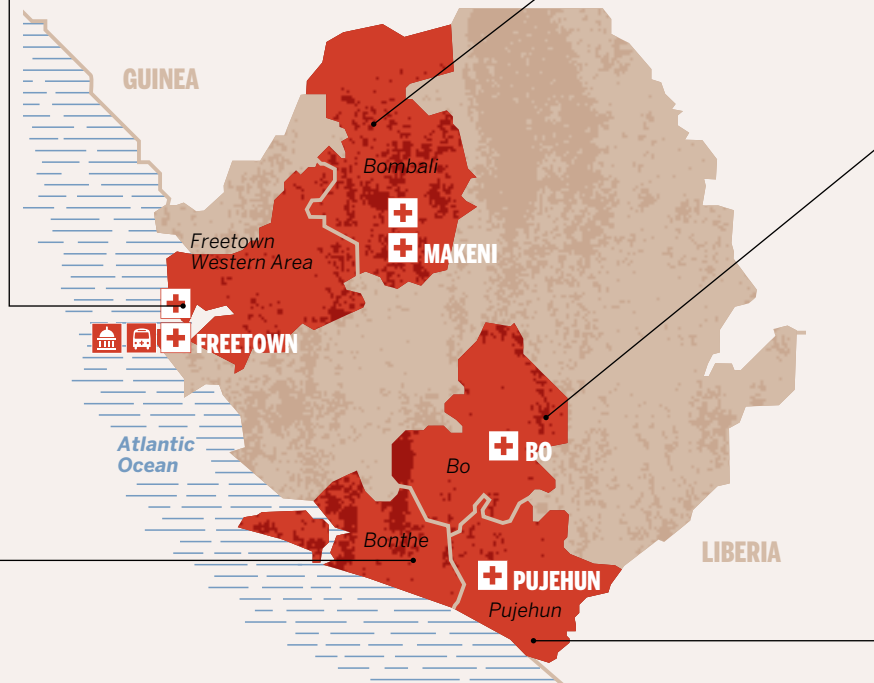 GUINEA
Bombali
MAKENI
Freetown
Western Area
FREETOWN
Atlantic
Ocean
BO
Bo
Bonthe
LIBERIA
PUJEHUN
Pujehun